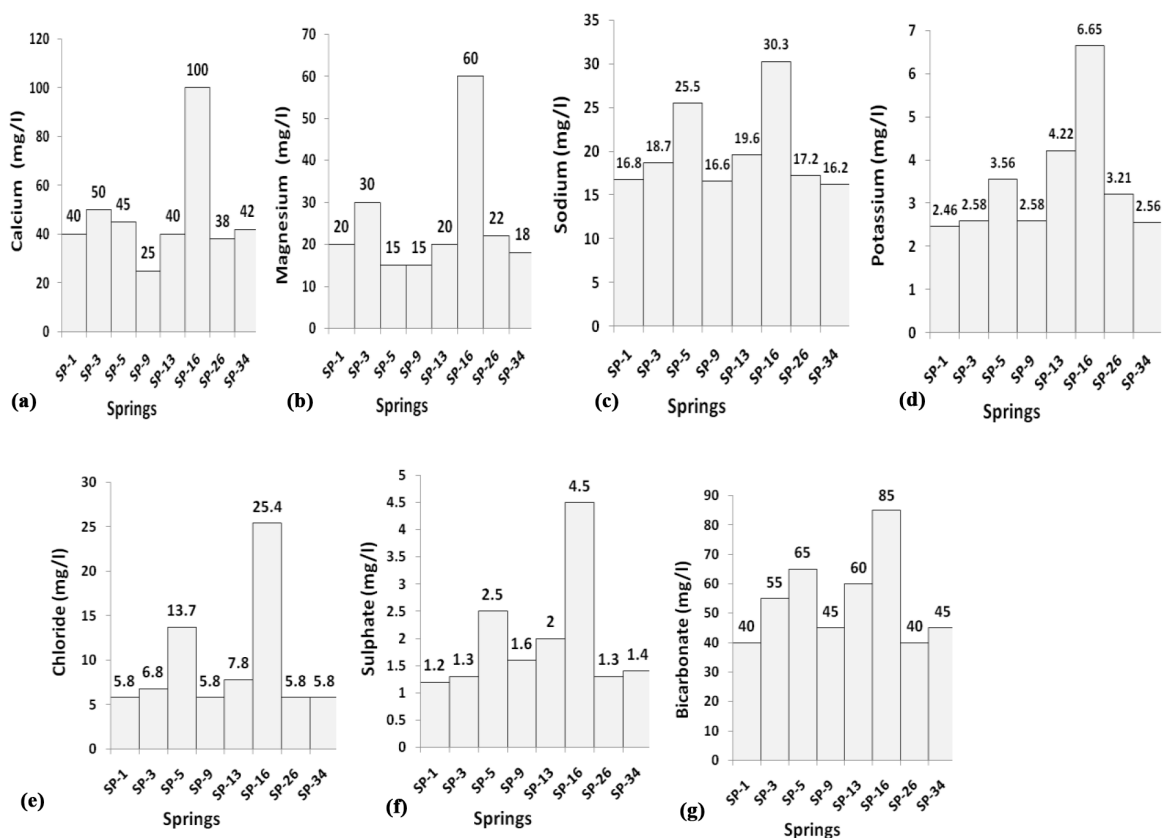 Calcium (mg/l)
120
100
80
60
40
20
0
40
50
45
25
40
100
38
42
SP-1
SP-3
SP-5
SP-9
SP-13
SP-16
SP-26
SP-34
(a)
Springs
Magnesium (mg/l)
70
60
50
40
30
20
10
0
20
30
15
15
20
60
22
18
SP-1
SP-3
SP-5
SP-9
SP-13
SP-16
SP-26
SP-34
(b)
Springs
Sodium (mg/l)
35
30
25
20
15
10
5
0
16.8
18.7
25.5
16.6
19.6
30.3
17.2
16.2
SP-1
SP-3
SP-5
SP-9
SP-13
SP-16
SP-26
SP-34
(c)
Springs
Potassium (mg/l)
7
6
5
4
3
2
1
0
2.46
2.58
3.56
2.58
4.22
6.65
3.21
2.56
SP-1
SP-3
SP-5
SP-9
SP-13
SP-16
SP-26
SP-34
(d)
Springs
Chloride (mg/l)
30
25
20
15
10
5
0
5.8
6.8
13.7
5.8
7.8
25.4
5.8
5.8
SP-1
SP-3
SP-5
SP-9
SP-13
SP-16
SP-26
SP-34
(e)
Springs
Sulphate (mg/l)
5
4.5
4
3.5
3
2.5
2
1.5
1
0.5
0
1.2
1.3
2.5
1.6
2
4.5
1.3
1.4
SP-1
SP-3
SP-5
SP-9
SP-13
SP-16
SP-26
SP-34
(f)
Springs
Bicarbonate (mg/l)
90
80
70
60
50
40
30
20
10
0
40
55
65
45
60
85
40
45
SP-1
SP-3
SP-5
SP-9
SP-13
SP-16
SP-26
SP-34
(g)
Springs